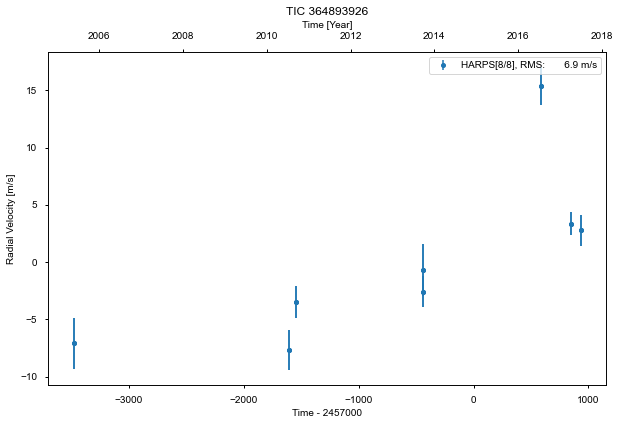 TIC 364893926
Time [Year]
2006 2008 2010 2012 2014 2016 2018
HARPS[8/8], RMS: 6.9 m/s
Radial Velocity [m/s]
15
10
5
0
−5
−10
−3000 −2000 −1000 0 1000
Time - 2457000